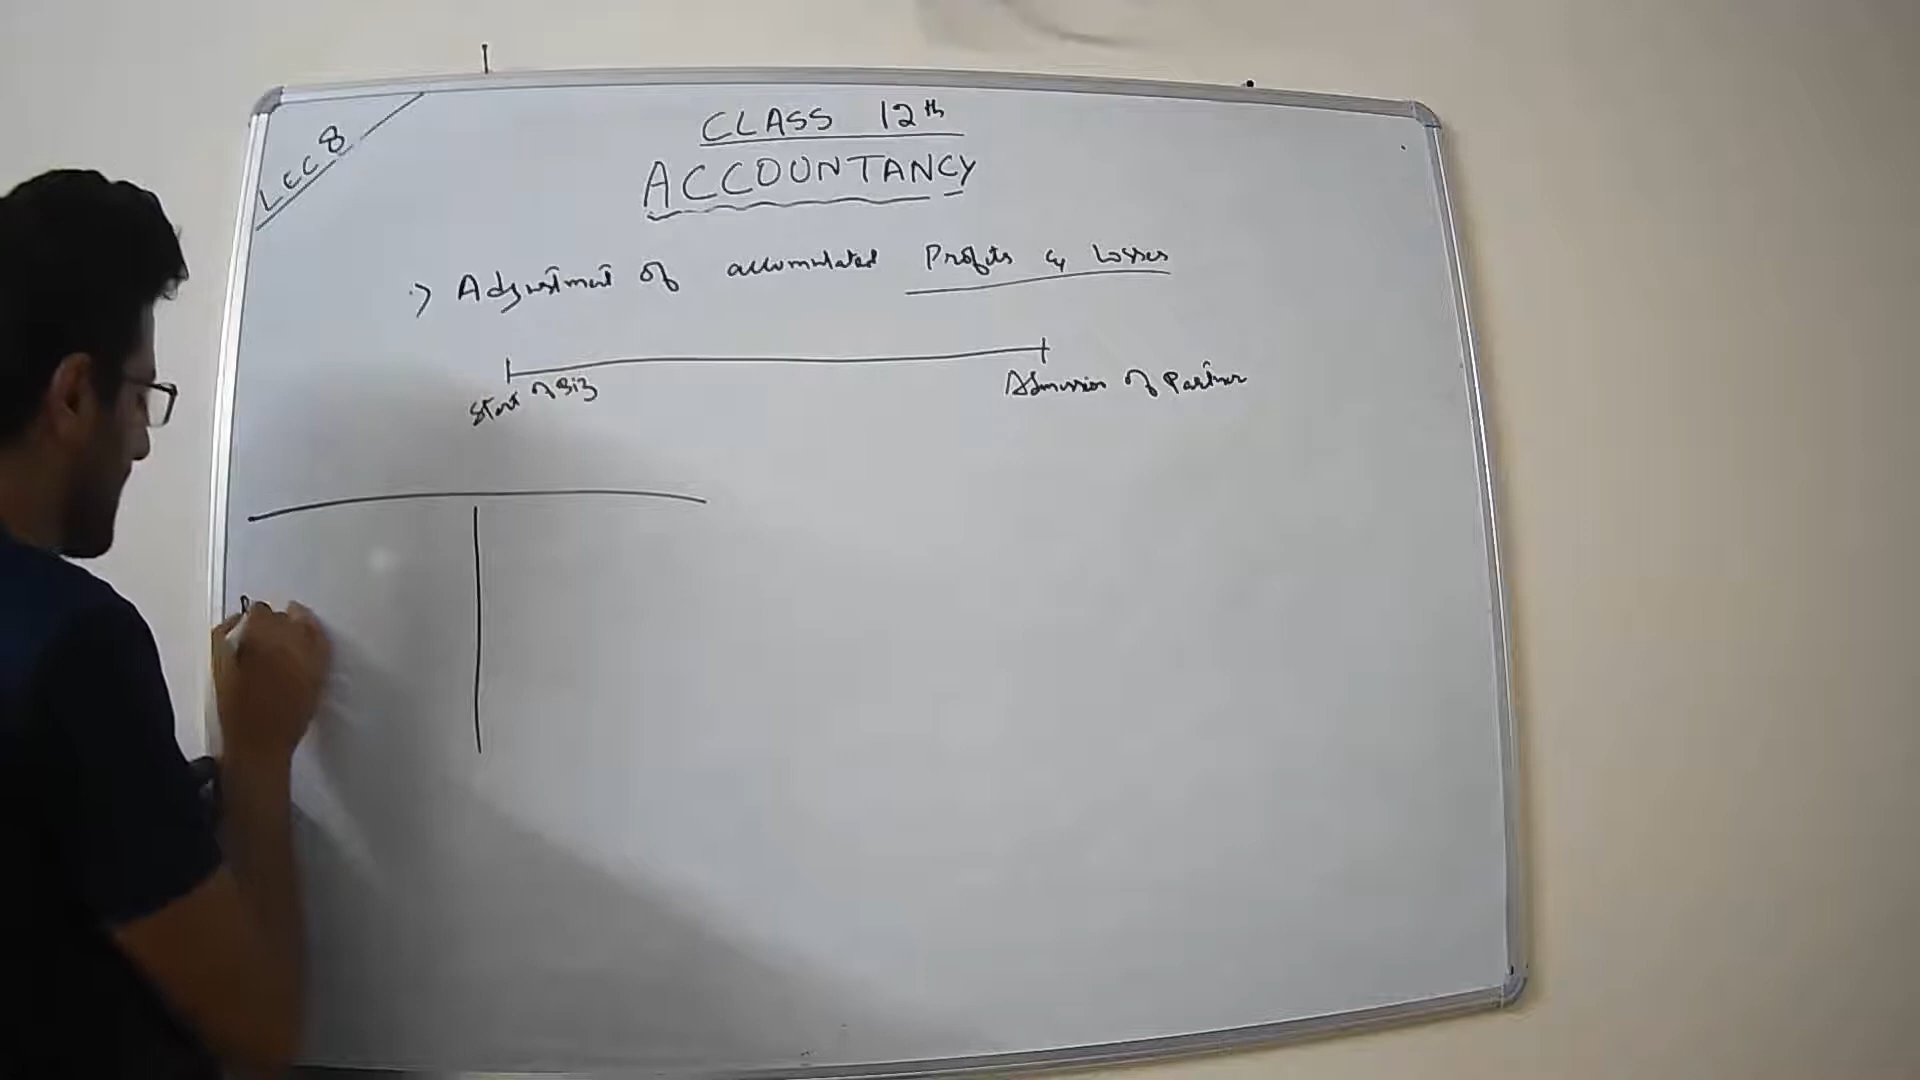 LEC 8
CLASS 12th
ACCOUNTANCY
Adjustment of accumulated Profits & Losses
Start of Biz
Admission of Partner